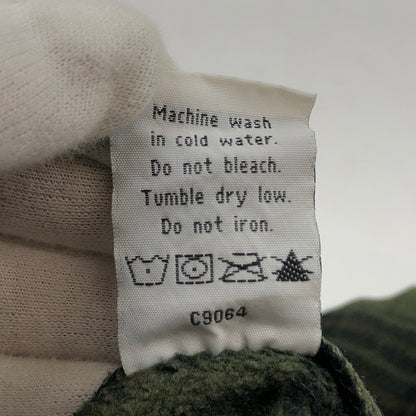 Machine wash
in cold water.
Do not bleach.
Tumble dry low.
Do not iron.
C9064